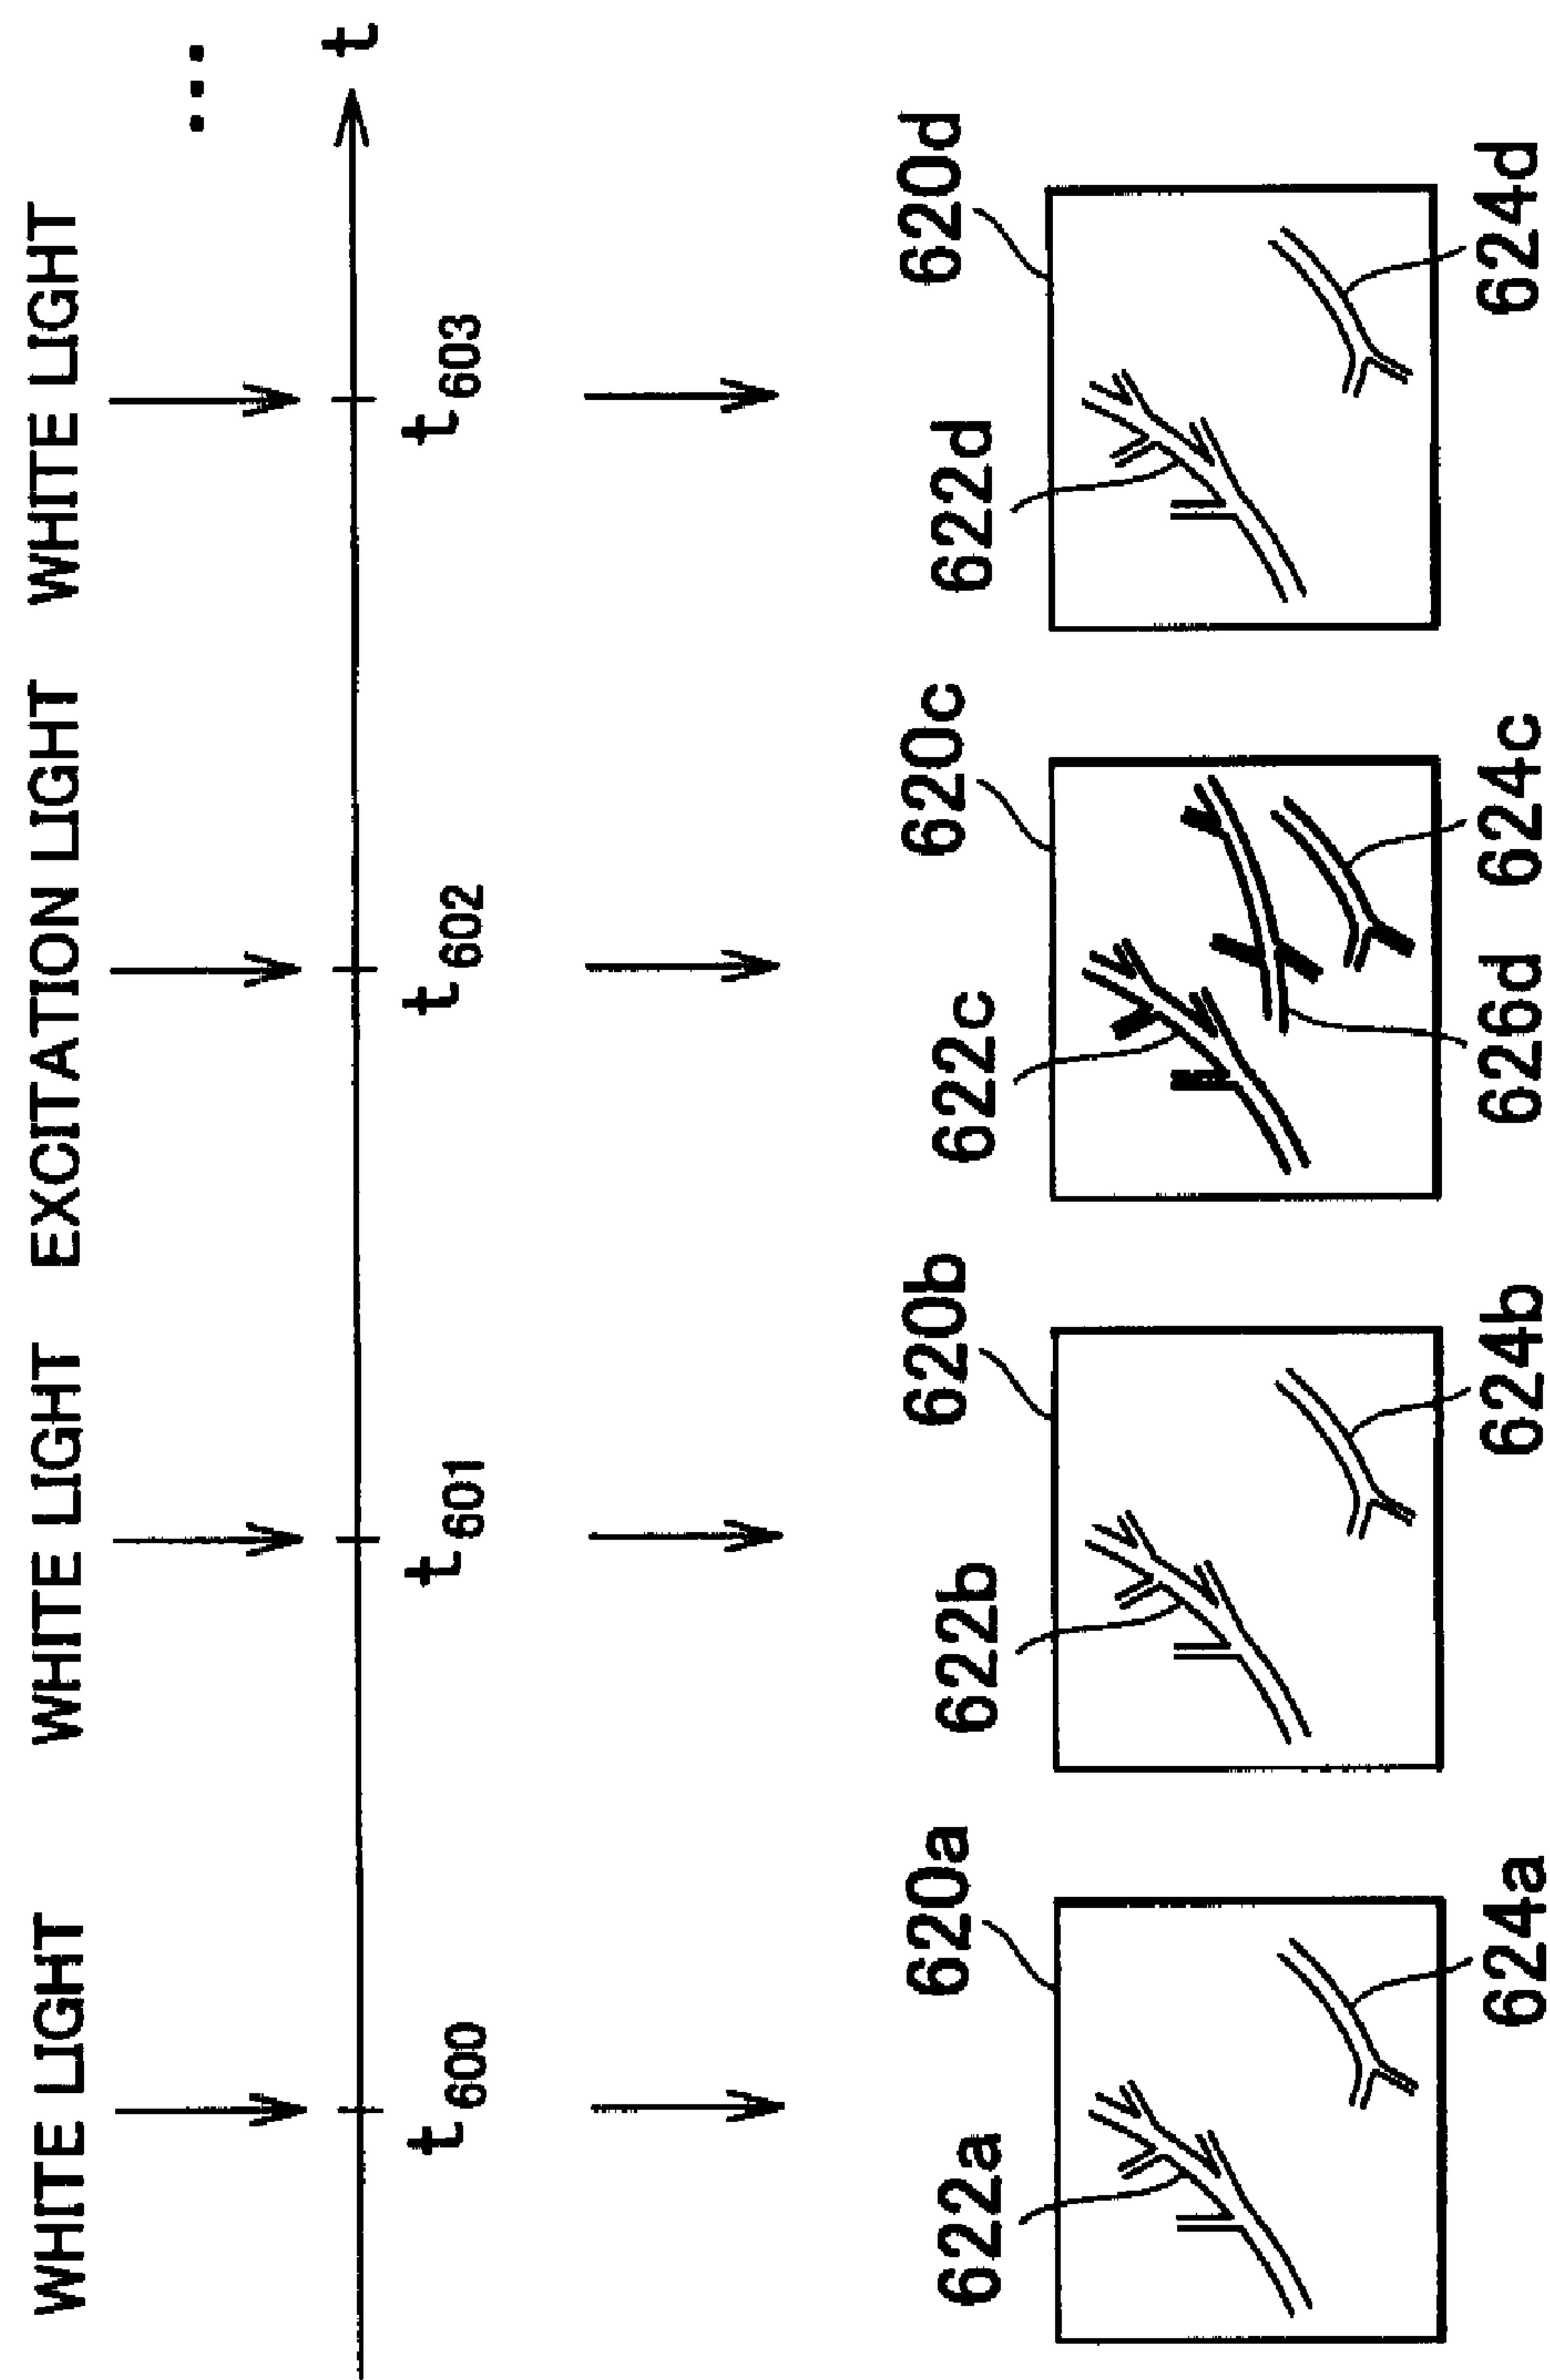 WHITE LIGHT WHITE LIGHT EXCITATION LIGHT WHITE LIGHT ...
t
t600 t601 t602 t603
620a 620b 620c 620d
622a 622b 622c 622d
624a 624b 626d 624c 624d